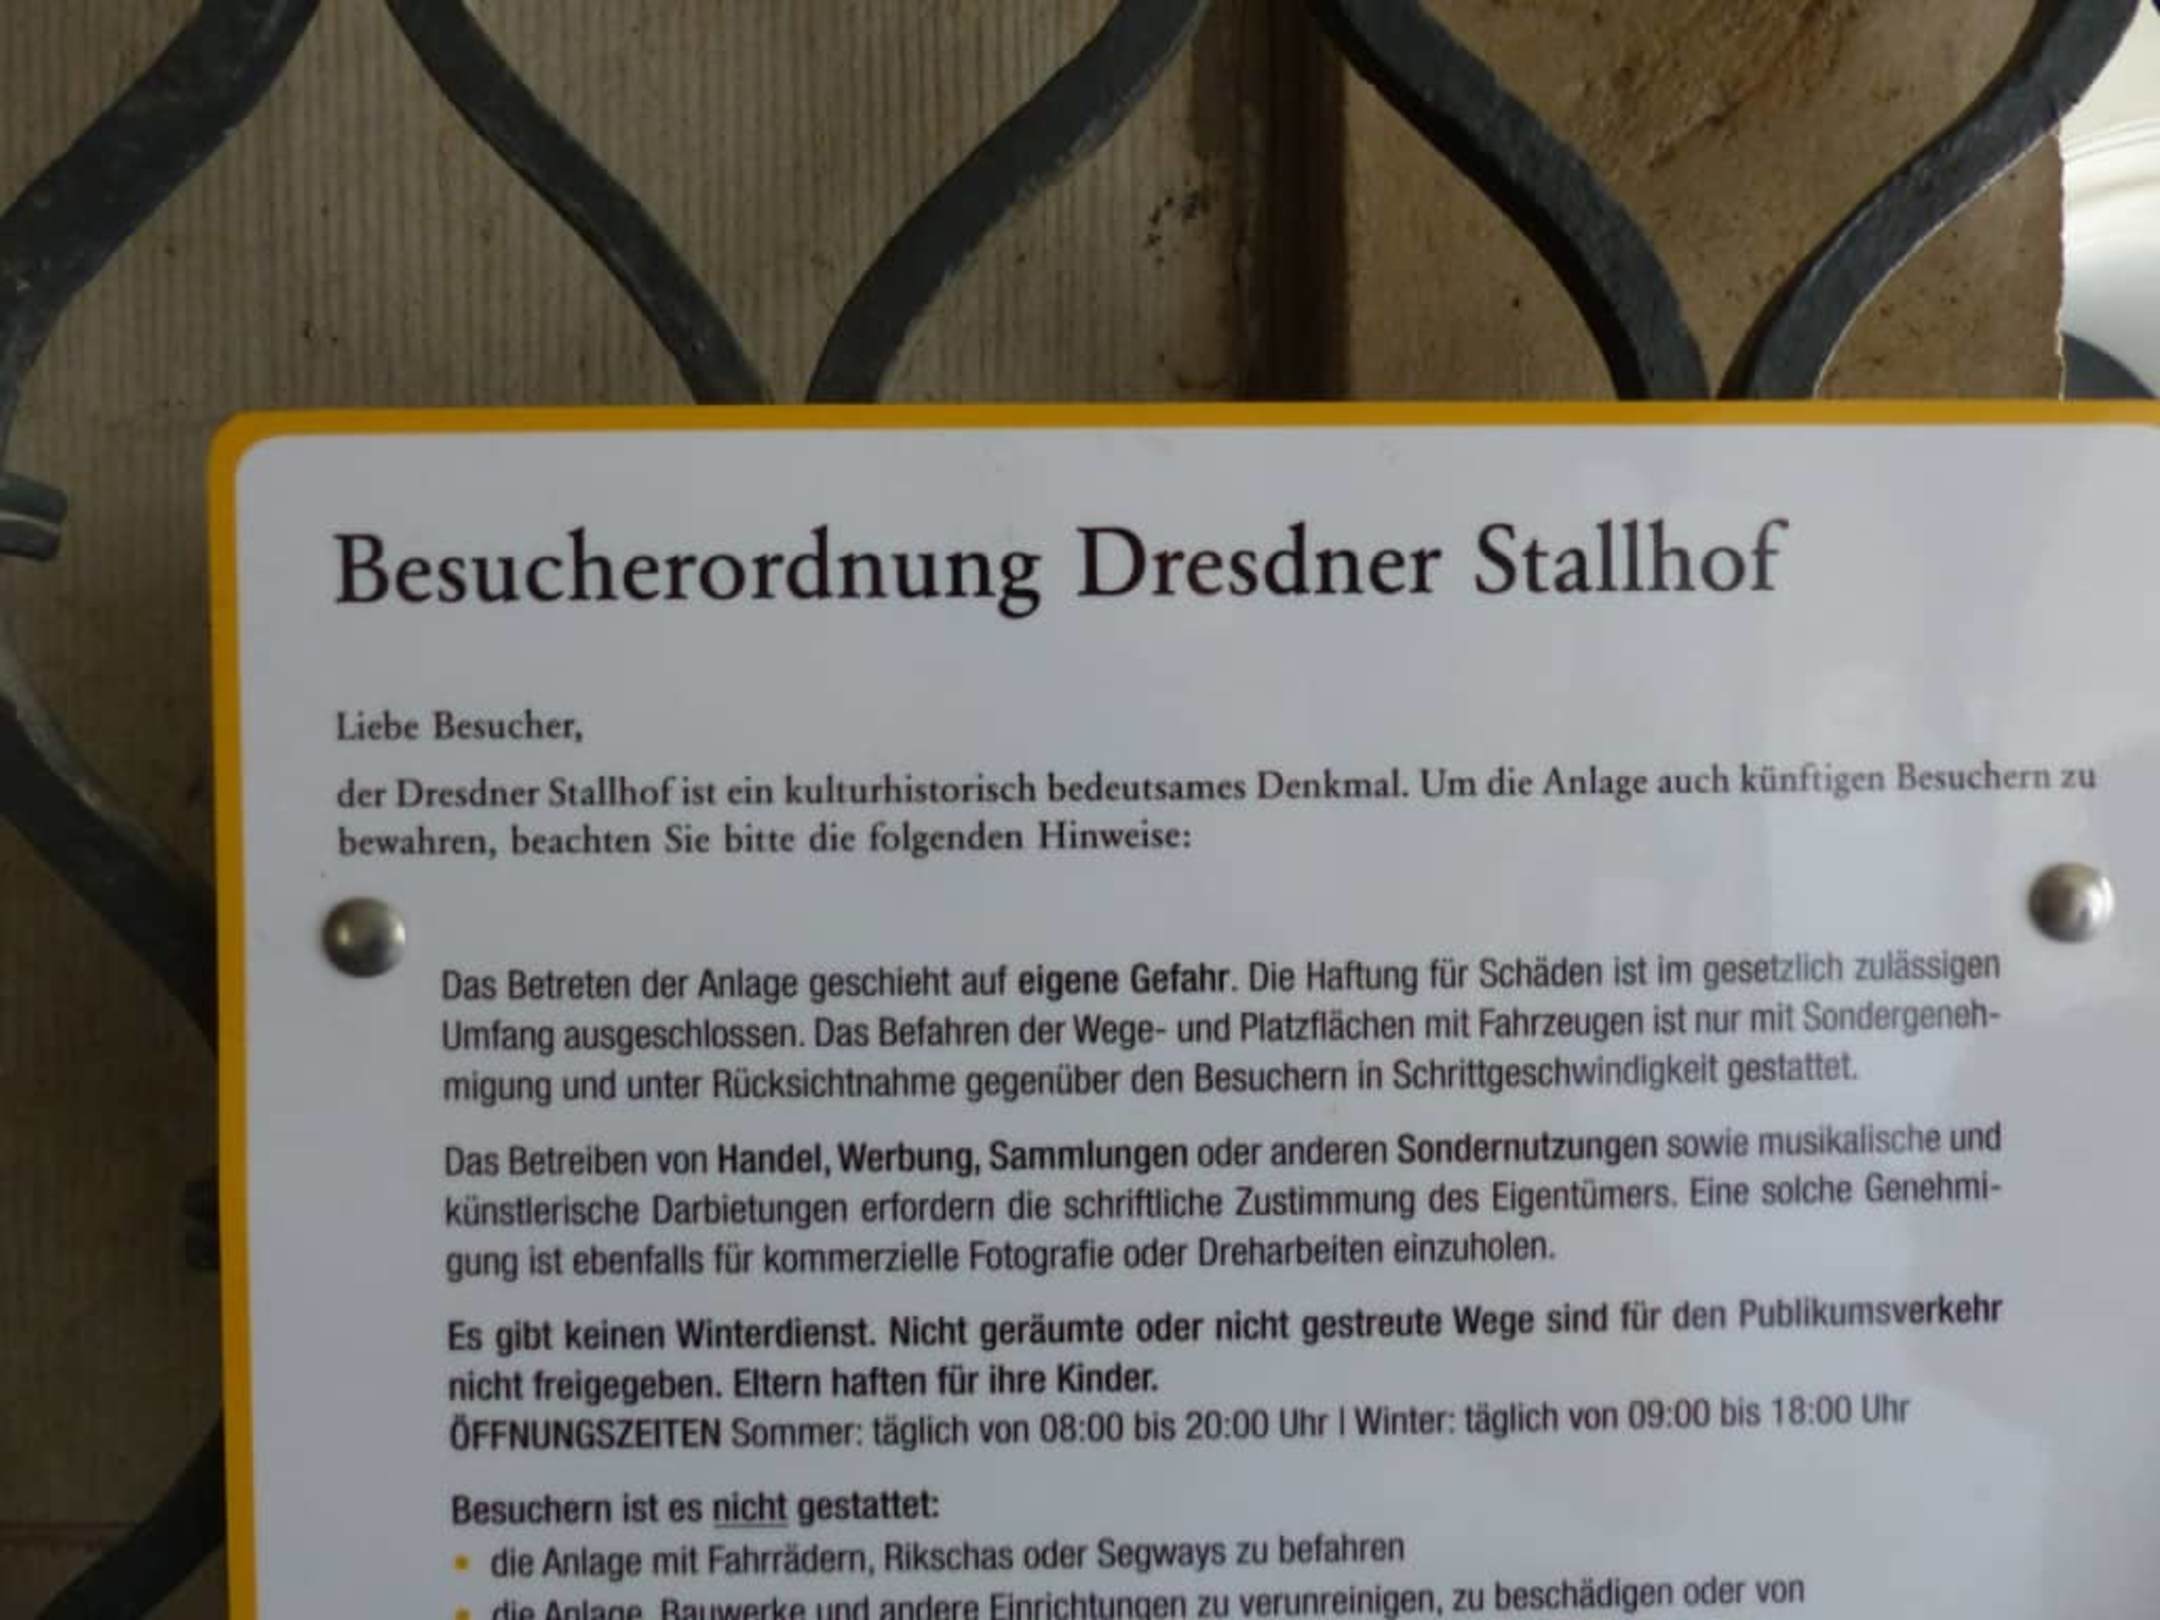 Besucherordnung Dresdner Stallhof
Liebe Besucher,
der Dresdner Stallhof ist ein kulturhistorisch bedeutsames Denkmal. Um die Anlage auch künftigen Besuchern zu
bewahren, beachten Sie bitte die folgenden Hinweise:
Das Betreten der Anlage geschieht auf eigene Gefahr. Die Haftung für Schäden ist im gesetzlich zulässigen
Umfang ausgeschlossen. Das Befahren der Wege- und Platzflächen mit Fahrzeugen ist nur mit Sondergeneh-
migung und unter Rücksichtnahme gegenüber den Besuchern in Schrittgeschwindigkeit gestattet.
Das Betreiben von Handel, Werbung, Sammlungen oder anderen Sondernutzungen sowie musikalische und
künstlerische Darbietungen erfordern die schriftliche Zustimmung des Eigentümers. Eine solche Genehmi-
gung ist ebenfalls für kommerzielle Fotografie oder Dreharbeiten einzuholen.
Es gibt keinen Winterdienst. Nicht geräumte oder nicht gestreute Wege sind für den Publikumsverkehr
nicht freigegeben. Eltern haften für ihre Kinder.
ÖFFNUNGSZEITEN Sommer: täglich von 08:00 bis 20:00 Uhr | Winter: täglich von 09:00 bis 18:00 Uhr
Besuchern ist es nicht gestattet:
• die Anlage mit Fahrrädern, Rikschas oder Segways zu befahren
• die Anlage, Bauwerke und andere Einrichtungen zu verunreinigen, zu beschädigen oder von